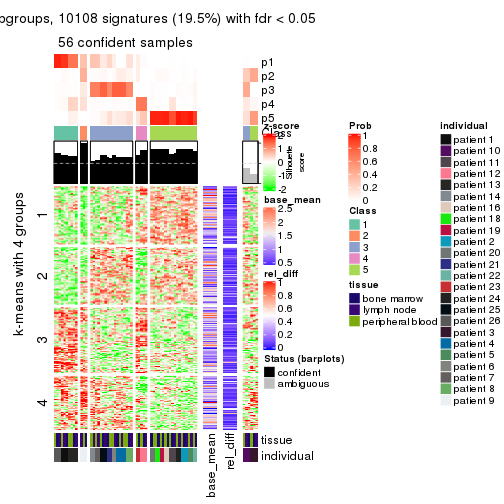 ogroups, 10108 signatures (19.5%) with fdr < 0.05
56 confident samples
p1
p2
p3
p4
p5
Class
Silhouette
score
k-means with 4 groups
1
2
3
4
base_mean
rel_diff
tissue
individual
z-score
2
-2
base_mean
2.5
2
1.5
1
0.5
rel_diff
1
0.8
0.6
0.4
0.2
0
Status (barplots)
confident
ambiguous
Prob
1
0.8
0.6
0.4
0.2
0
Class
1
2
3
4
5
tissue
bone marrow
lymph node
peripheral blood
individual
patient 1
patient 10
patient 11
patient 12
patient 13
patient 14
patient 16
patient 18
patient 19
patient 2
patient 20
patient 21
patient 22
patient 23
patient 24
patient 25
patient 26
patient 3
patient 4
patient 5
patient 6
patient 7
patient 8
patient 9